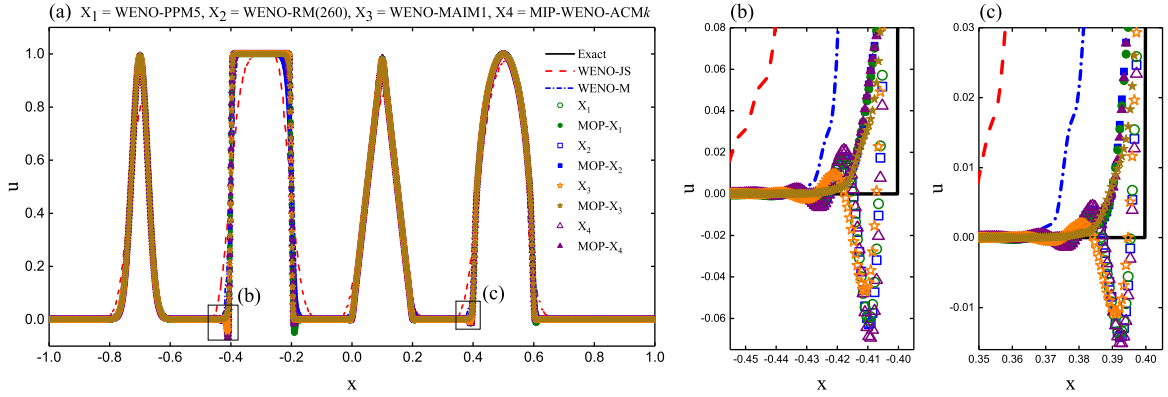 (a) X1 = WENO-PPM5, X2 = WENO-RM(260), X3 = WENO-MAIM1, X4 = MIP-WENO-ACMk
u
1.0
0.8
0.6
0.4
0.2
0.0
-1.0 -0.8 -0.6 -0.4 -0.2 0.0 0.2 0.4 0.6 0.8 1.0
x
(b)
(c)
Exact
WENO-JS
WENO-M
X1
MOP-X1
X2
MOP-X2
X3
MOP-X3
X4
MOP-X4
(b)
u
0.08
0.06
0.04
0.02
0.00
-0.02
-0.04
-0.06
-0.45 -0.44 -0.43 -0.42 -0.41 -0.40
x
(c)
u
0.03
0.02
0.01
0.00
-0.01
0.35 0.36 0.37 0.38 0.39 0.40
x